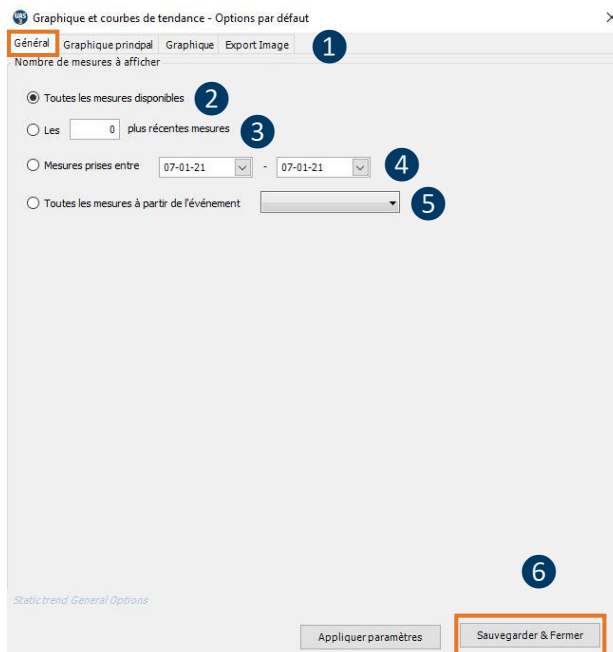 UAS
3
Graphique et courbes de tendance - Options par défaut
Général Graphique principal Graphique Export Image 1
Nombre de mesures à afficher
Toutes les mesures disponibles 2
Les 0 plus récentes mesures 3
Mesures prises entre 07-01-21 - 07-01-21 4
Toutes les mesures à partir de l'événement 5
6
Static trend General Options
Appliquer paramètres Sauvegarder & Fermer